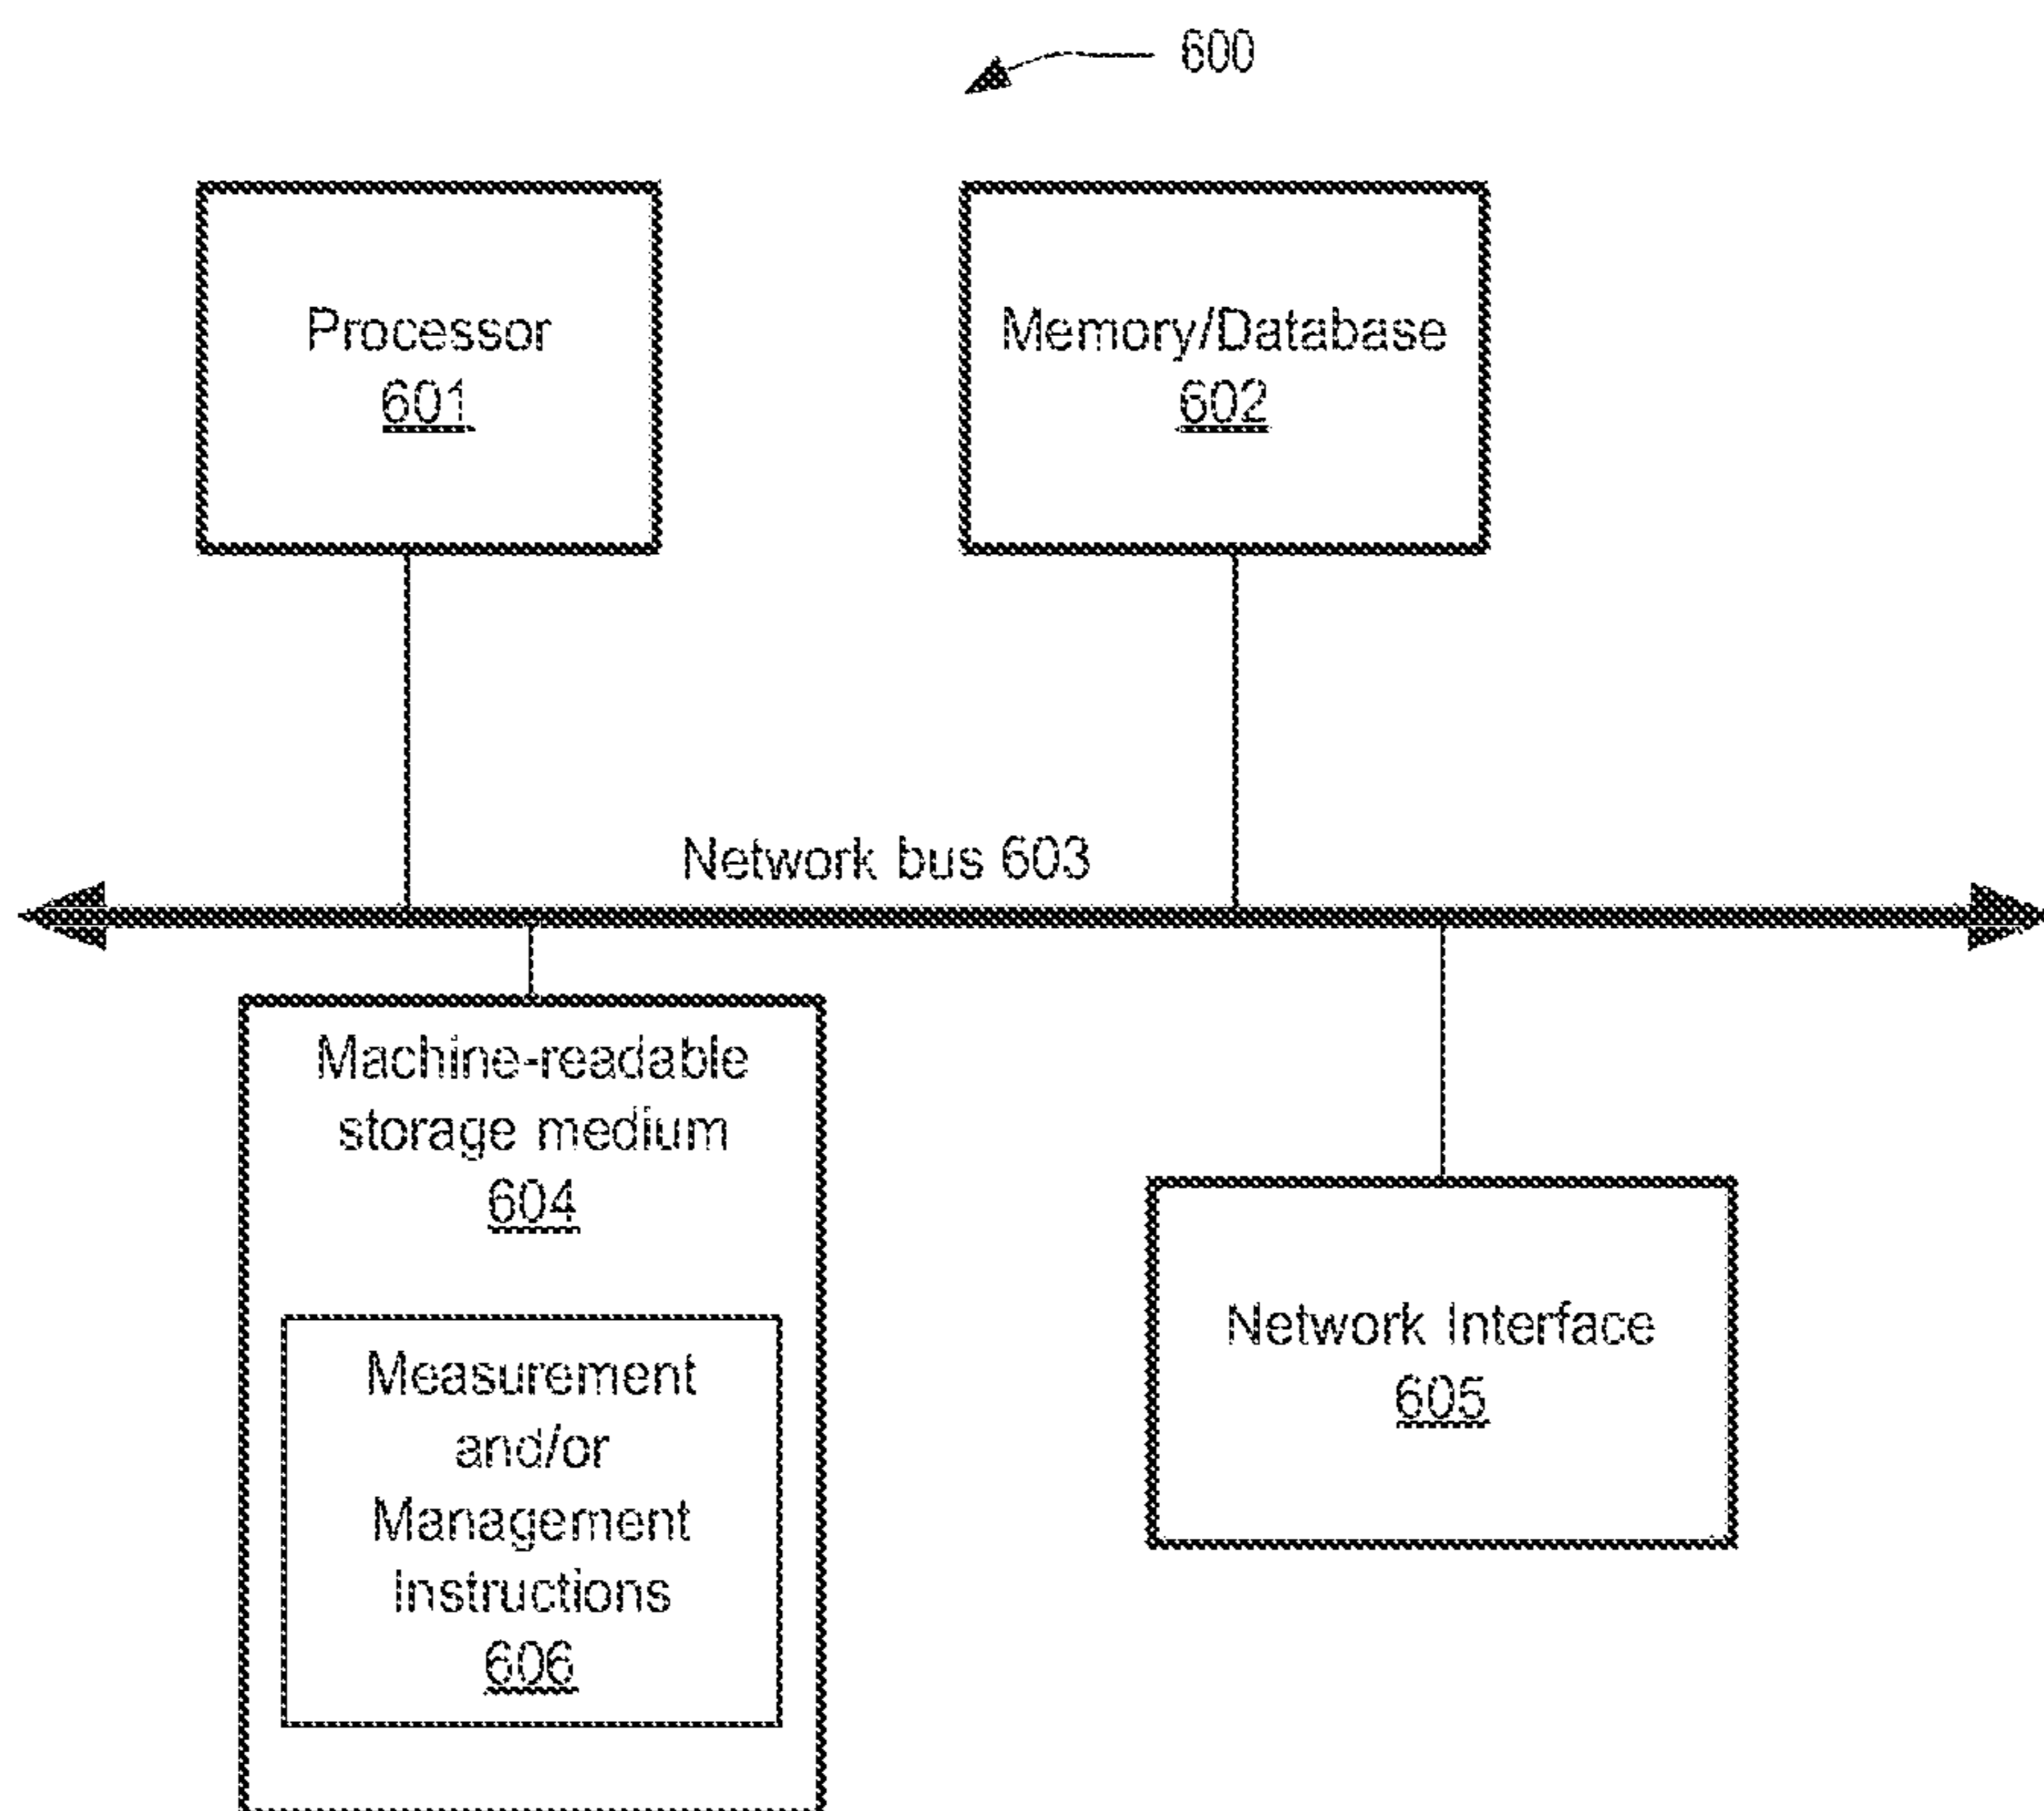 600
Processor
601
Memory/Database
602
Network bus 603
Machine-readable
storage medium
604
Measurement
and/or
Management
Instructions
606
Network Interface
605